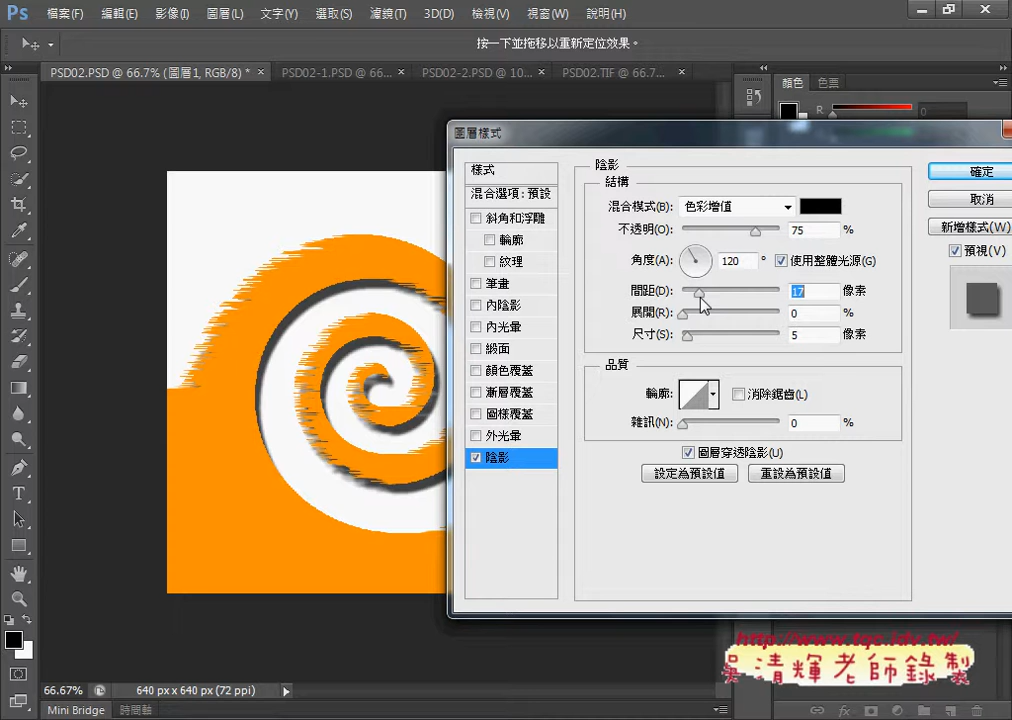 Ps 檔案(F) 編輯(E) 影像(I) 圖層(L) 文字(Y) 選取(S) 濾鏡(T) 3D(D) 檢視(V) 視窗(W) 說明(H)
按一下並拖移以重新定位效果。
PSD02.PSD @ 66.7% (圖層1, RGB/8) * × PSD02-1.PSD @ 66... × PSD02-2.PSD @ 10... × PSD02.TIF @ 66.7... × 顏色 色票
R 0
圖層樣式
樣式
混合選項：預設
斜角和浮雕
輪廓
紋理
筆畫
內陰影
內光暈
緞面
顏色覆蓋
漸層覆蓋
圖樣覆蓋
外光暈
陰影
陰影
結構
混合模式(B): 色彩增值
不透明(O): 75 %
角度(A): 120 ° 使用整體光源(G)
間距(D): 17 像素
展開(R): 0 %
尺寸(S): 5 像素
品質
輪廓: 消除鋸齒(L)
雜訊(N): 0 %
圖層穿透陰影(U)
設定為預設值 重設為預設值
確定
取消
新增樣式(W)
預視(V)
http://www.tqc.idv.tw/
吳清輝老師錄製
66.67% 640 px x 640 px (72 ppi)
Mini Bridge 時間軸
fx